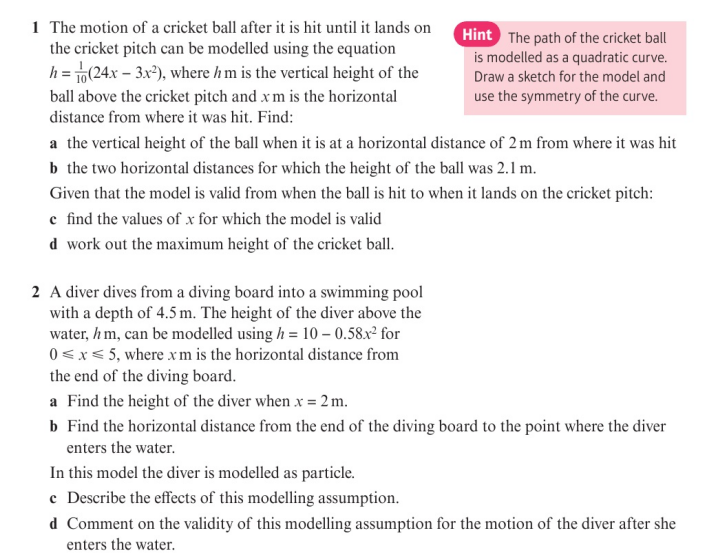 1 The motion of a cricket ball after it is hit until it lands on
the cricket pitch can be modelled using the equation
h = 1/10(24x – 3x²), where h m is the vertical height of the
ball above the cricket pitch and x m is the horizontal
distance from where it was hit. Find:
Hint The path of the cricket ball
is modelled as a quadratic curve.
Draw a sketch for the model and
use the symmetry of the curve.
a the vertical height of the ball when it is at a horizontal distance of 2 m from where it was hit
b the two horizontal distances for which the height of the ball was 2.1 m.
Given that the model is valid from when the ball is hit to when it lands on the cricket pitch:
c find the values of x for which the model is valid
d work out the maximum height of the cricket ball.
2 A diver dives from a diving board into a swimming pool
with a depth of 4.5 m. The height of the diver above the
water, h m, can be modelled using h = 10 – 0.58x² for
0 ⩽ x ⩽ 5, where x m is the horizontal distance from
the end of the diving board.
a Find the height of the diver when x = 2 m.
b Find the horizontal distance from the end of the diving board to the point where the diver
enters the water.
In this model the diver is modelled as particle.
c Describe the effects of this modelling assumption.
d Comment on the validity of this modelling assumption for the motion of the diver after she
enters the water.